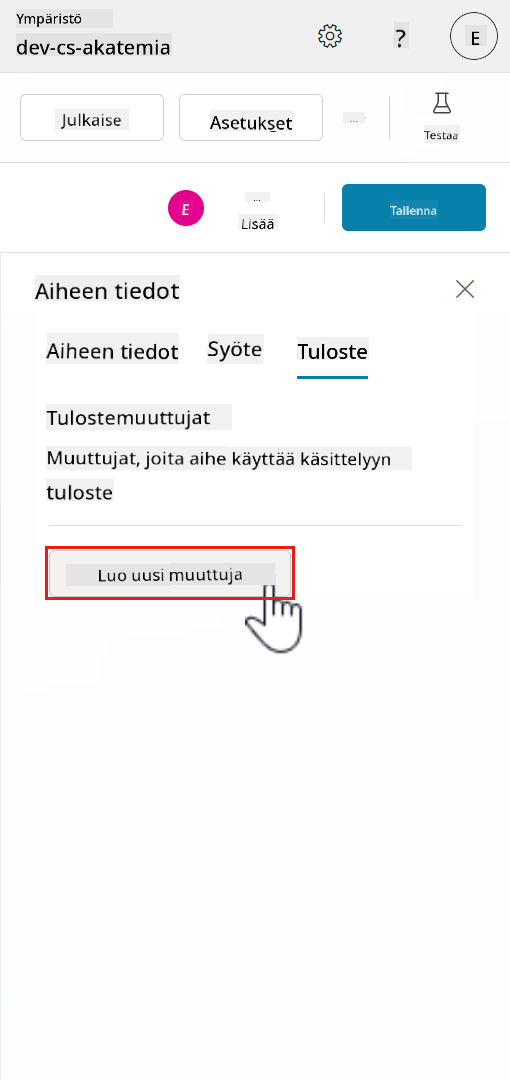 Ympäristö
dev-cs-akatemia
?
E
Julkaise
Asetukset
...
Testaa
E
...
Lisää
Tallenna
Aiheen tiedot
Aiheen tiedot
Syöte
Tuloste
Tulostemuuttujat
Muuttujat, joita aihe käyttää käsittelyyn
tuloste
Luo uusi muuttuja